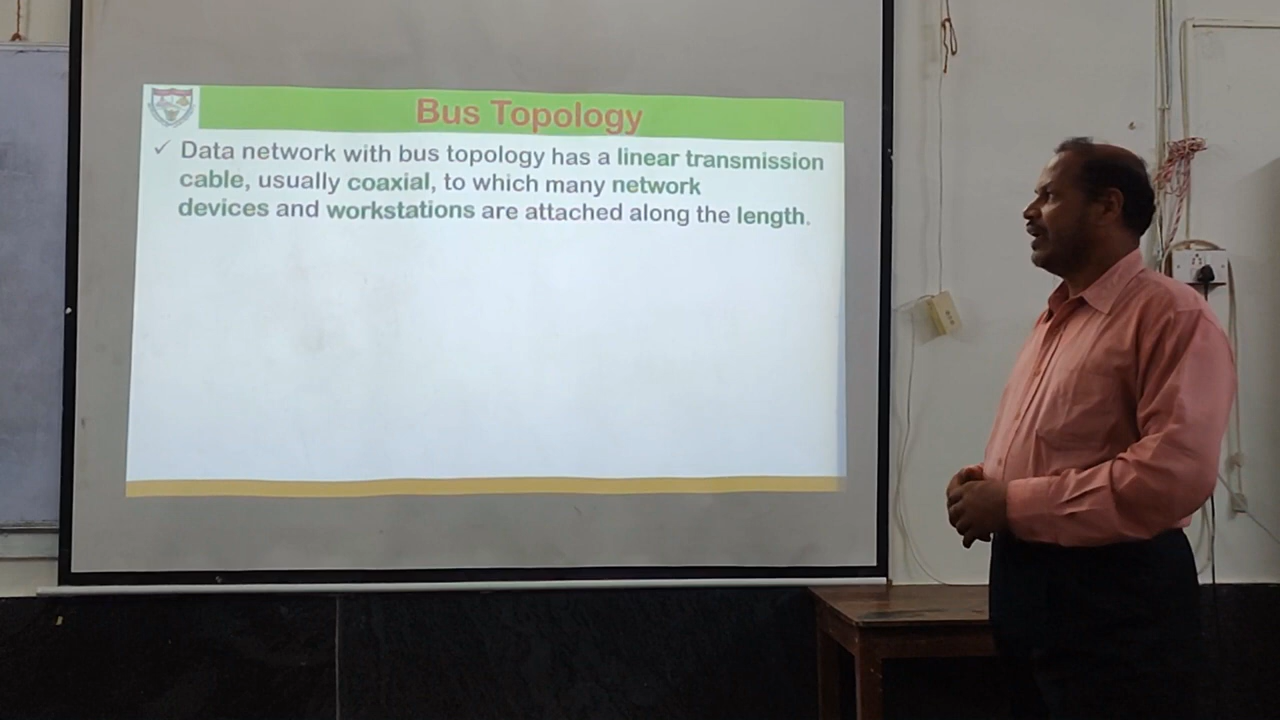 Bus Topology
✓ Data network with bus topology has a linear transmission
cable, usually coaxial, to which many network
devices and workstations are attached along the length.